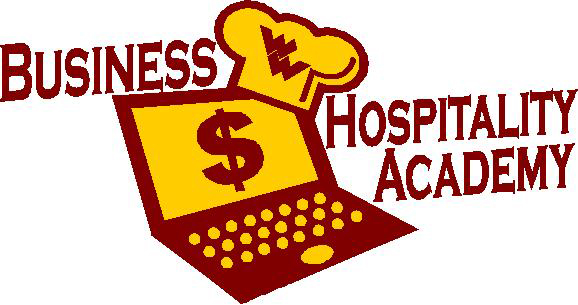 BUSINESS
HOSPITALITY
ACADEMY
$
W